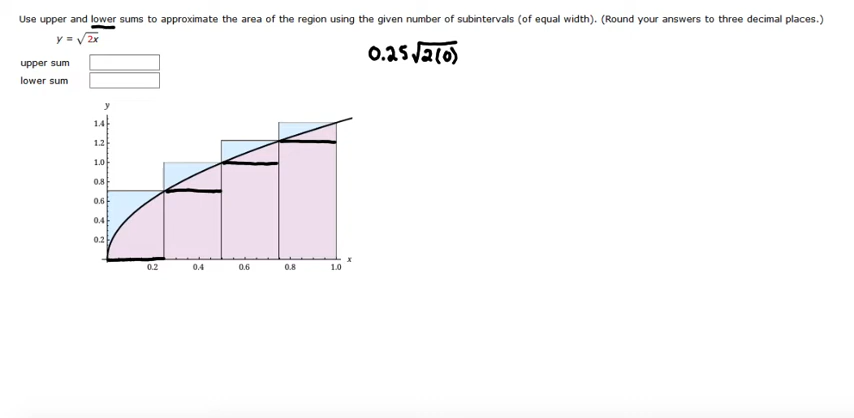 Use upper and lower sums to approximate the area of the region using the given number of subintervals (of equal width). (Round your answers to three decimal places.)
y = √2x
0.25√2(0)
upper sum
lower sum
y
1.4
1.2
1.0
0.8
0.6
0.4
0.2
x
0.2 0.4 0.6 0.8 1.0